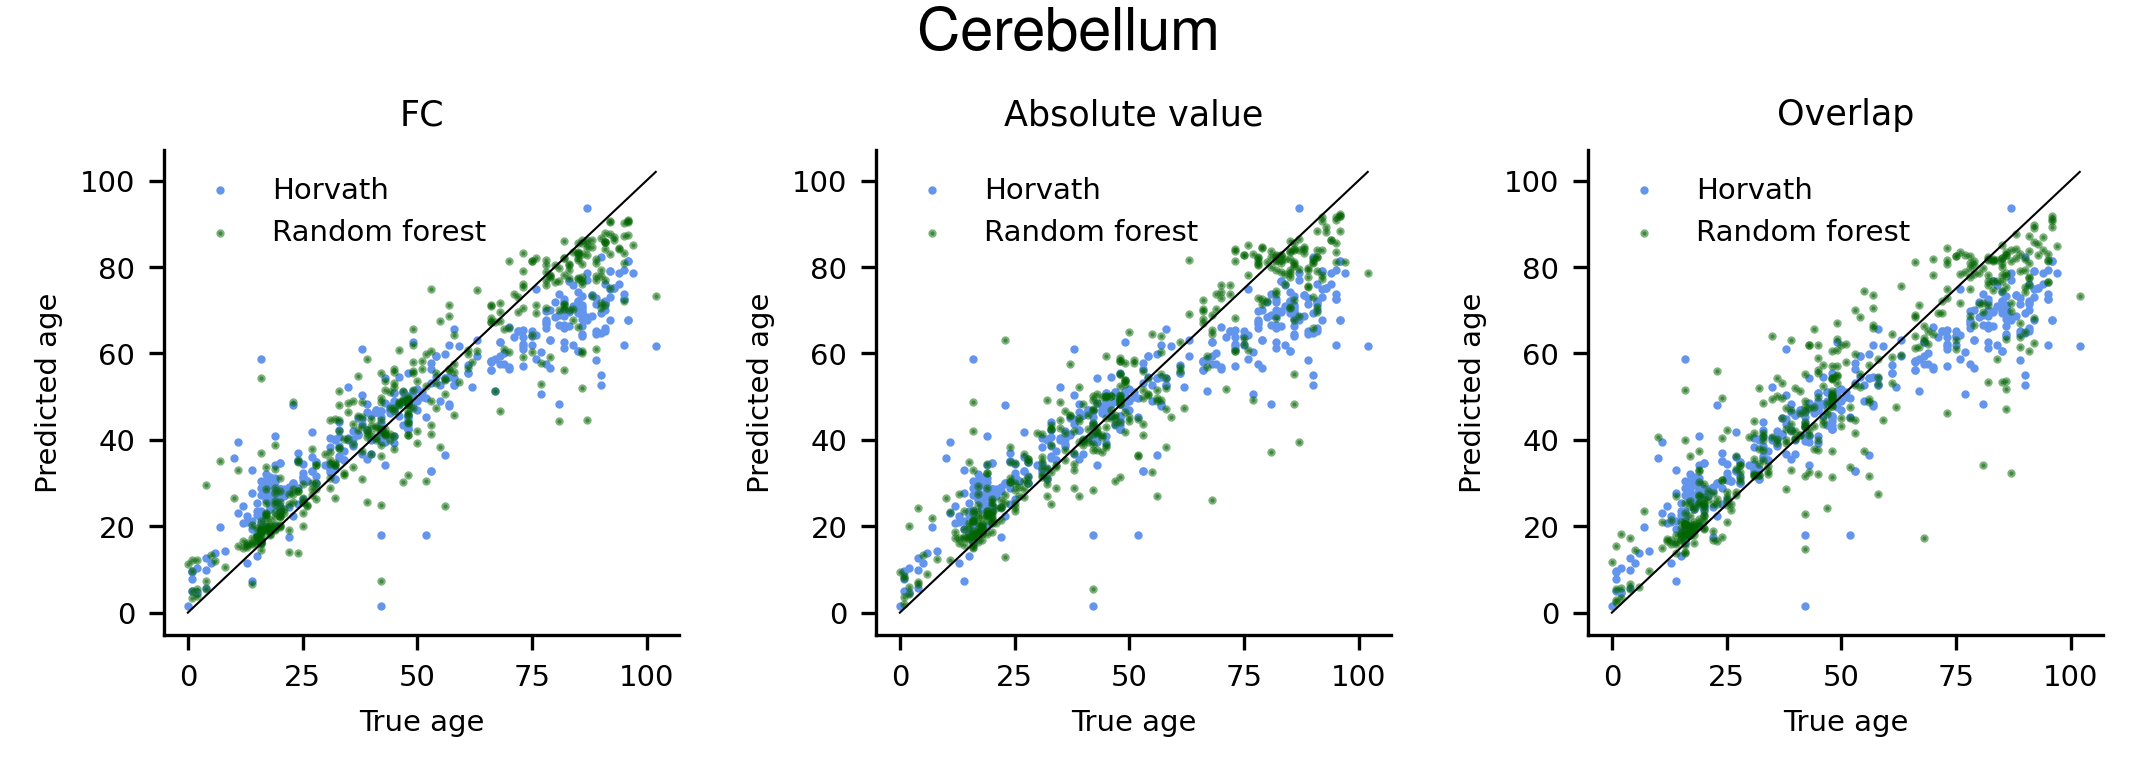 Cerebellum
FC
Predicted age
100
80
60
40
20
0
Horvath
Random forest
0 25 50 75 100
True age
Absolute value
Predicted age
100
80
60
40
20
0
Horvath
Random forest
0 25 50 75 100
True age
Overlap
Predicted age
100
80
60
40
20
0
Horvath
Random forest
0 25 50 75 100
True age